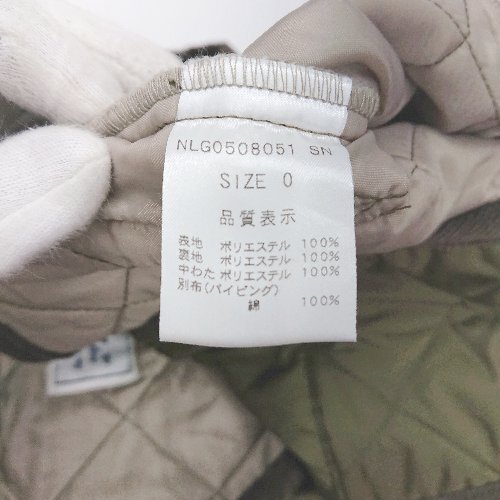 NLG0508051 SN
SIZE 0
品質表示
表地 ポリエステル 100%
裏地 ポリエステル 100%
中わた ポリエステル 100%
別布(パイピング)
綿 100%